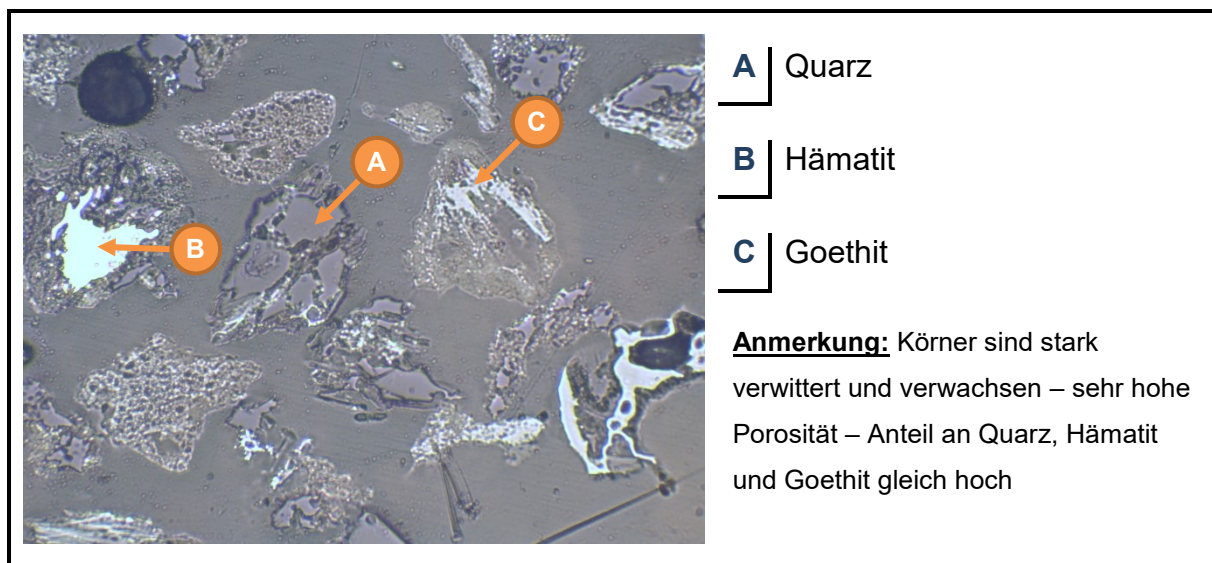 A
B
C
A Quarz
B Hämatit
C Goethit
Anmerkung: Körner sind stark
verwittert und verwachsen – sehr hohe
Porosität – Anteil an Quarz, Hämatit
und Goethit gleich hoch